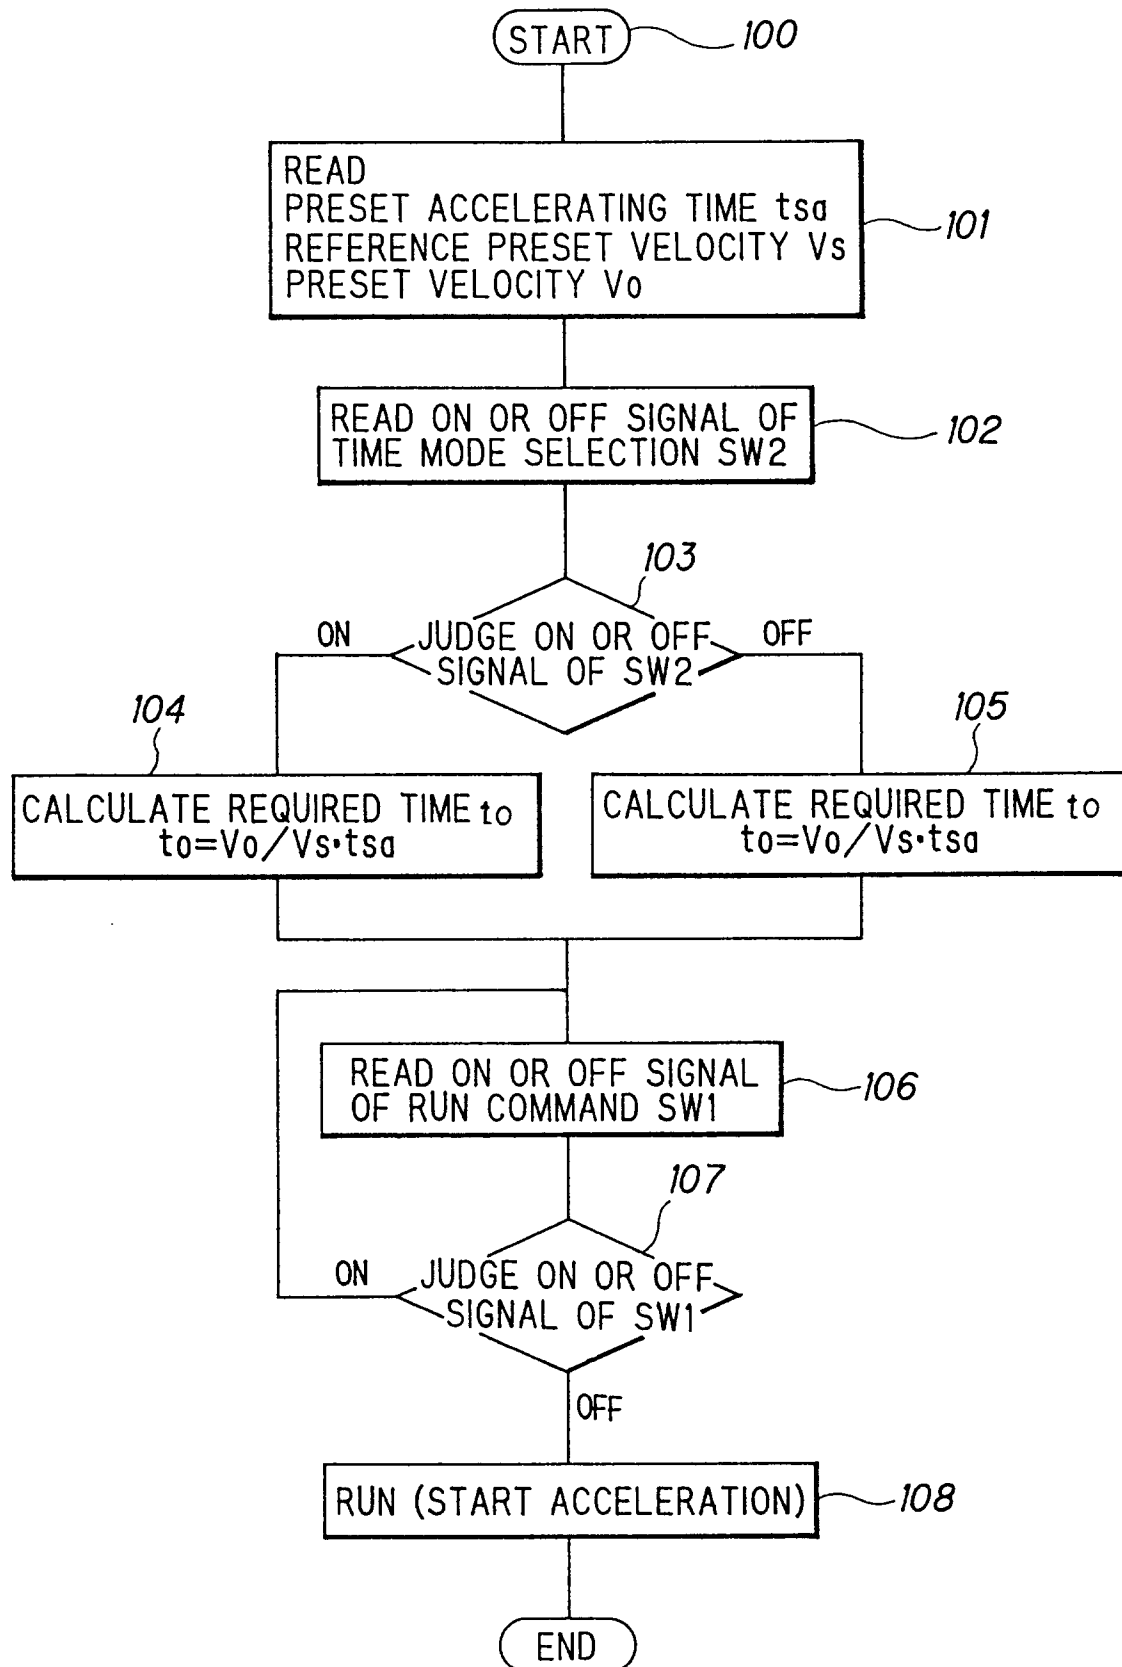 START
100
READ
PRESET ACCELERATING TIME tsa
REFERENCE PRESET VELOCITY Vs
PRESET VELOCITY Vo
101
READ ON OR OFF SIGNAL OF
TIME MODE SELECTION SW2
102
103
ON
JUDGE ON OR OFF
SIGNAL OF SW2
OFF
104
105
CALCULATE REQUIRED TIME to
to=Vo/Vs·tsa
CALCULATE REQUIRED TIME to
to=Vo/Vs·tsa
READ ON OR OFF SIGNAL
OF RUN COMMAND SW1
106
107
ON
JUDGE ON OR OFF
SIGNAL OF SW1
OFF
RUN (START ACCELERATION)
108
END